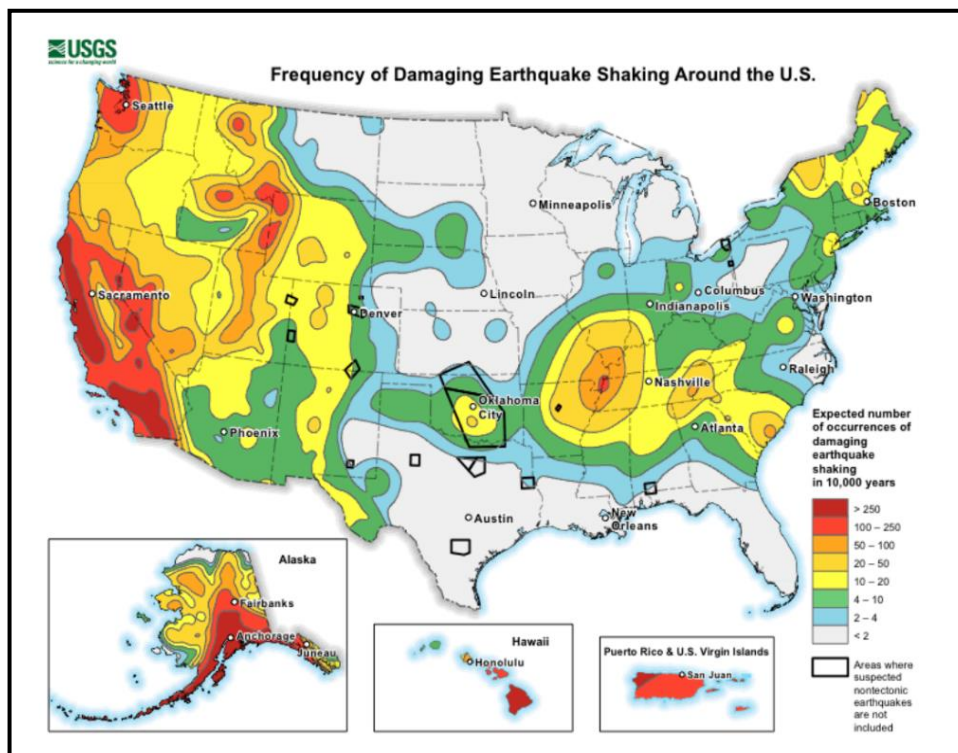 USGS
science for a changing world
Frequency of Damaging Earthquake Shaking Around the U.S.
Seattle
Minneapolis
Boston
Sacramento
Lincoln
Columbus
Denver
Indianapolis
Washington
Nashville
Raleigh
Oklahoma
City
Phoenix
Atlanta
Austin
New
Orleans
Expected number
of occurrences of
damaging
earthquake
shaking
in 10,000 years
> 250
100 – 250
50 – 100
20 – 50
10 – 20
4 – 10
2 – 4
< 2
Areas where
suspected
nontectonic
earthquakes
are not
included
Alaska
Fairbanks
Anchorage
Juneau
Hawaii
Honolulu
Puerto Rico & U.S. Virgin Islands
San Juan